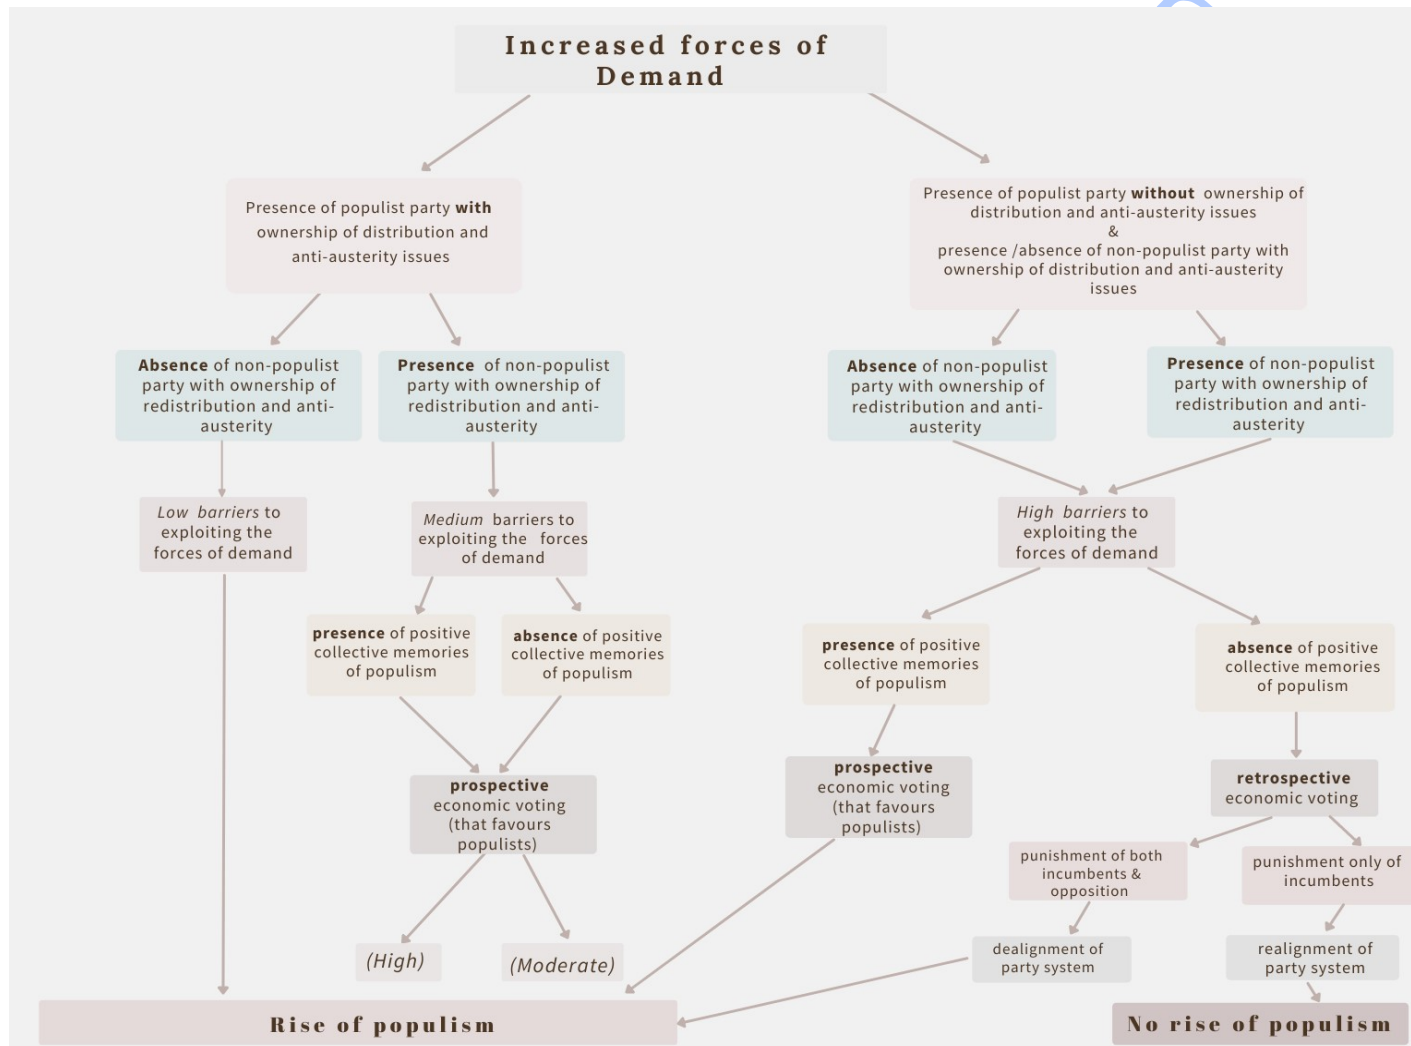 Increased forces of
Demand
Presence of populist party with
ownership of distribution and
anti-austerity issues
Presence of populist party without ownership of
distribution and anti-austerity issues
&
presence /absence of non-populist party with
ownership of distribution and anti-austerity
issues
Absence of non-populist
party with ownership of
redistribution and anti-
austerity
Presence of non-populist
party with ownership of
redistribution and anti-
austerity
Absence of non-populist
party with ownership of
redistribution and anti-
austerity
Presence of non-populist
party with ownership of
redistribution and anti-
austerity
Low barriers to
exploiting the
forces of demand
Medium barriers to
exploiting the forces
of demand
High barriers to
exploiting the
forces of demand
presence of positive
collective memories
of populism
absence of positive
collective memories
of populism
presence of positive
collective memories
of populism
absence of positive
collective memories
of populism
prospective
economic voting
(that favours
populists)
prospective
economic voting
(that favours
populists)
retrospective
economic voting
punishment of both
incumbents &
opposition
punishment only of
incumbents
(High)
(Moderate)
dealignment of
party system
realignment of
party system
Rise of populism
No rise of populism